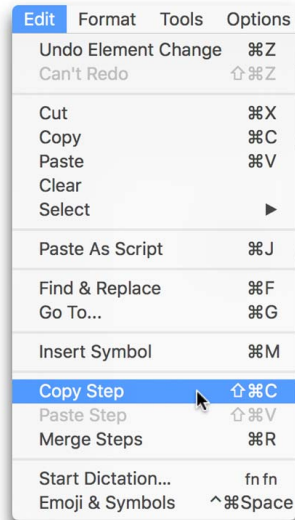 Edit Format Tools Options
Undo Element Change ⌘Z
Can't Redo ⇧⌘Z
Cut ⌘X
Copy ⌘C
Paste ⌘V
Clear
Select ▶
Paste As Script ⌘J
Find & Replace ⌘F
Go To... ⌘G
Insert Symbol ⌘M
Copy Step ⇧⌘C
Paste Step ⇧⌘V
Merge Steps ⌘R
Start Dictation... fn fn
Emoji & Symbols ^⌘Space